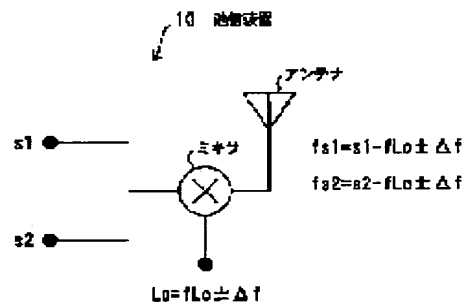 10 通信装置
アンテナ
s1
ミキサ
fs1=s1-fLo±Δf
fs2=s2-fLo±Δf
s2
Lo=fLo±Δf